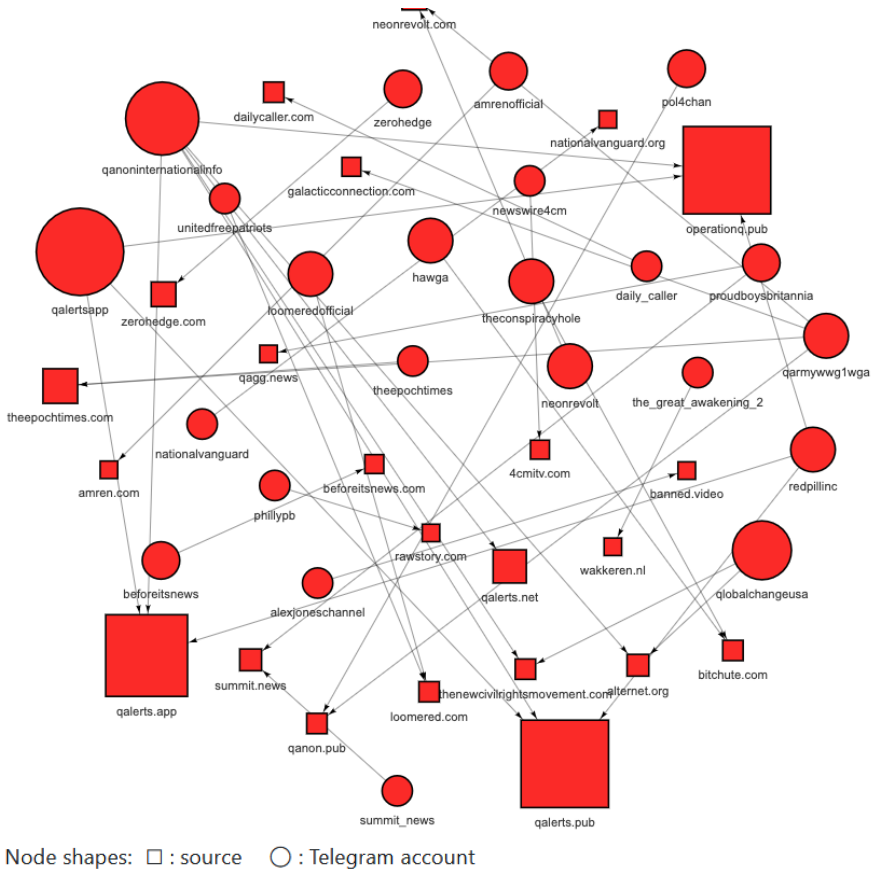 neonrevolt.com
amrenofficial
pol4chan
dailycaller.com
zerohedge
nationalvanguard.org
qanoninternationalinfo
galacticconnection.com
newswire4cm
unitedfreepatriots
operationq.pub
hawga
qalertsapp
zerohedge.com
loomeredofficial
theconspiracyhole
daily_caller
proudboysbritannia
qagg.news
theepochtimes
neonrevolt
qarmywwg1wga
theepochtimes.com
the_great_awakening_2
nationalvanguard
amren.com
beforeitsnews.com
4cmitv.com
banned.video
redpillinc
phillypb
rawstory.com
beforeitsnews
alexjoneschannel
qalerts.net
wakkeren.nl
qlobalchangeusa
qalerts.app
summit.news
loomered.com
thenewcivilrightsmovement.com
alternet.org
bitchute.com
qanon.pub
summit_news
qalerts.pub
Node shapes: □ : source ○ : Telegram account